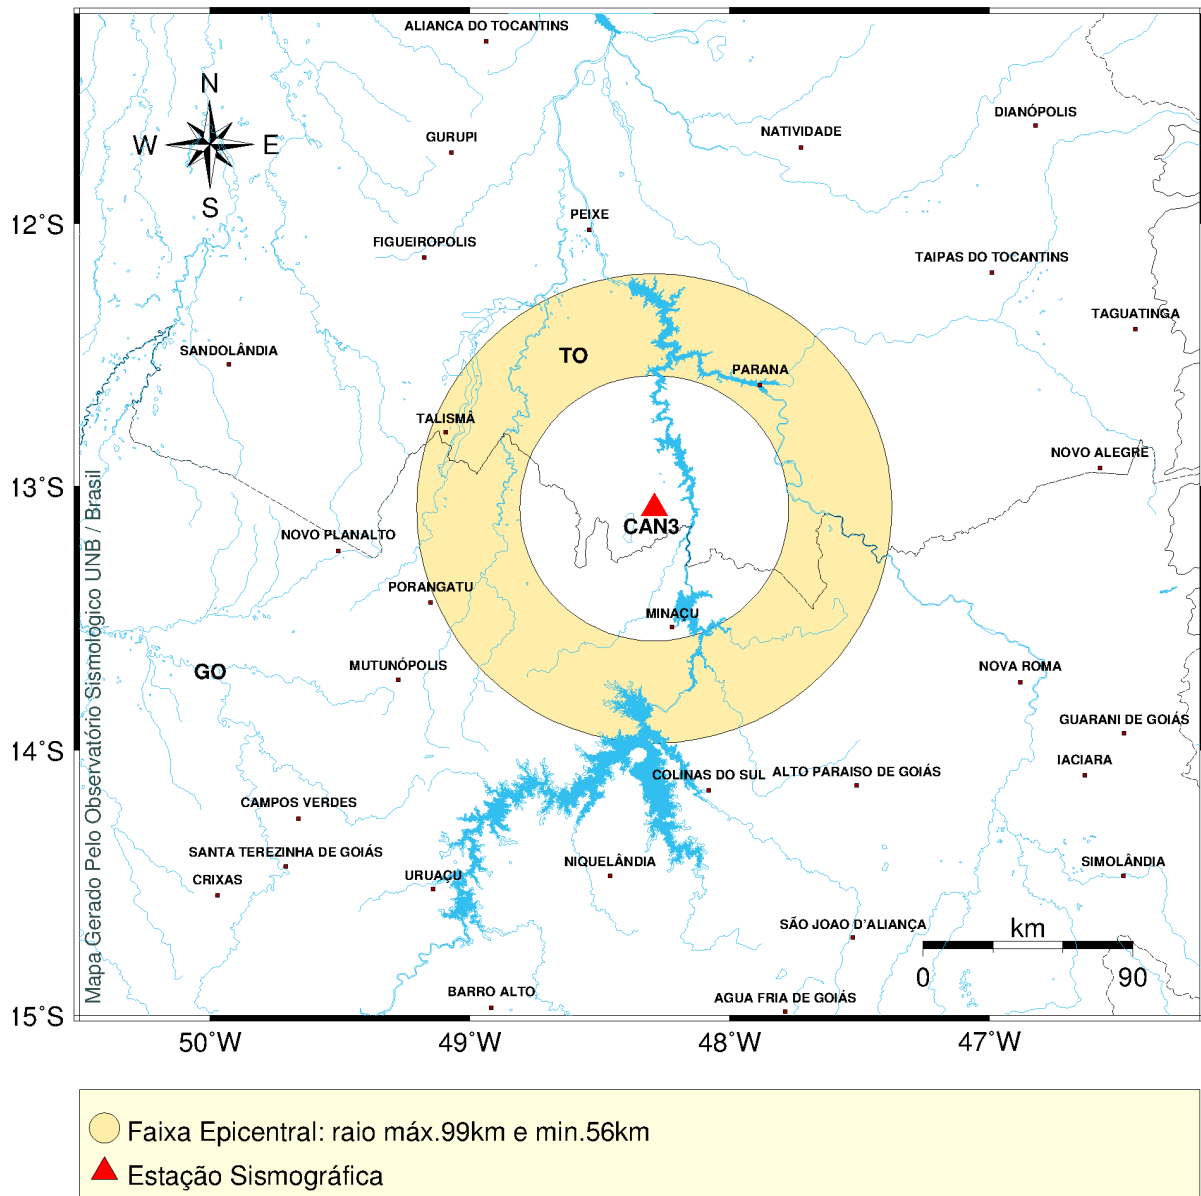 ALIANCA DO TOCANTINS
N
DIANÓPOLIS
NATIVIDADE
GURUPI
W
E
S
PEIXE
12°S
FIGUEIROPOLIS
TAIPAS DO TOCANTINS
TAGUATINGA
SANDOLÂNDIA
TO
PARANA
TALISMÃ
NOVO ALEGRE
13°S
CAN3
NOVO PLANALTO
PORANGATU
MINAÇU
MUTUNÓPOLIS
NOVA ROMA
GO
GUARANI DE GOIÁS
14°S
IACIARA
COLINAS DO SUL
ALTO PARAISO DE GOIÁS
CAMPOS VERDES
SANTA TEREZINHA DE GOIÁS
NIQUELÂNDIA
SIMOLÂNDIA
CRIXAS
URUAÇU
SÃO JOAO D'ALIANÇA
km
0
90
BARRO ALTO
AGUA FRIA DE GOIÁS
Mapa Gerado Pelo Observatório Sismologico UNB / Brasil
15°S
50°W
49°W
48°W
47°W
Faixa Epicentral: raio máx.99km e min.56km
Estação Sismográfica